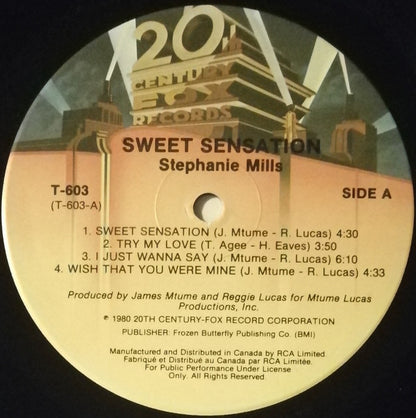 20th
CENTURY
FOX
RECORDS
SWEET SENSATION
Stephanie Mills
T-603
(T-603-A)
SIDE A
1. SWEET SENSATION (J. Mtume - R. Lucas) 4:30
2. TRY MY LOVE (T. Agee - H. Eaves) 3:50
3. I JUST WANNA SAY (J. Mtume - R. Lucas) 6:10
4. WISH THAT YOU WERE MINE (J. Mtume - R. Lucas) 4:33
Produced by James Mtume and Reggie Lucas for Mtume Lucas
Productions, Inc.
℗ 1980 20TH CENTURY-FOX RECORD CORPORATION
PUBLISHER: Frozen Butterfly Publishing Co. (BMI)
Manufactured and Distributed in Canada by RCA Limited.
Fabriqué et Distribué au Canada par RCA Limited.
For Public Performance Under License
Only. All Rights Reserved.